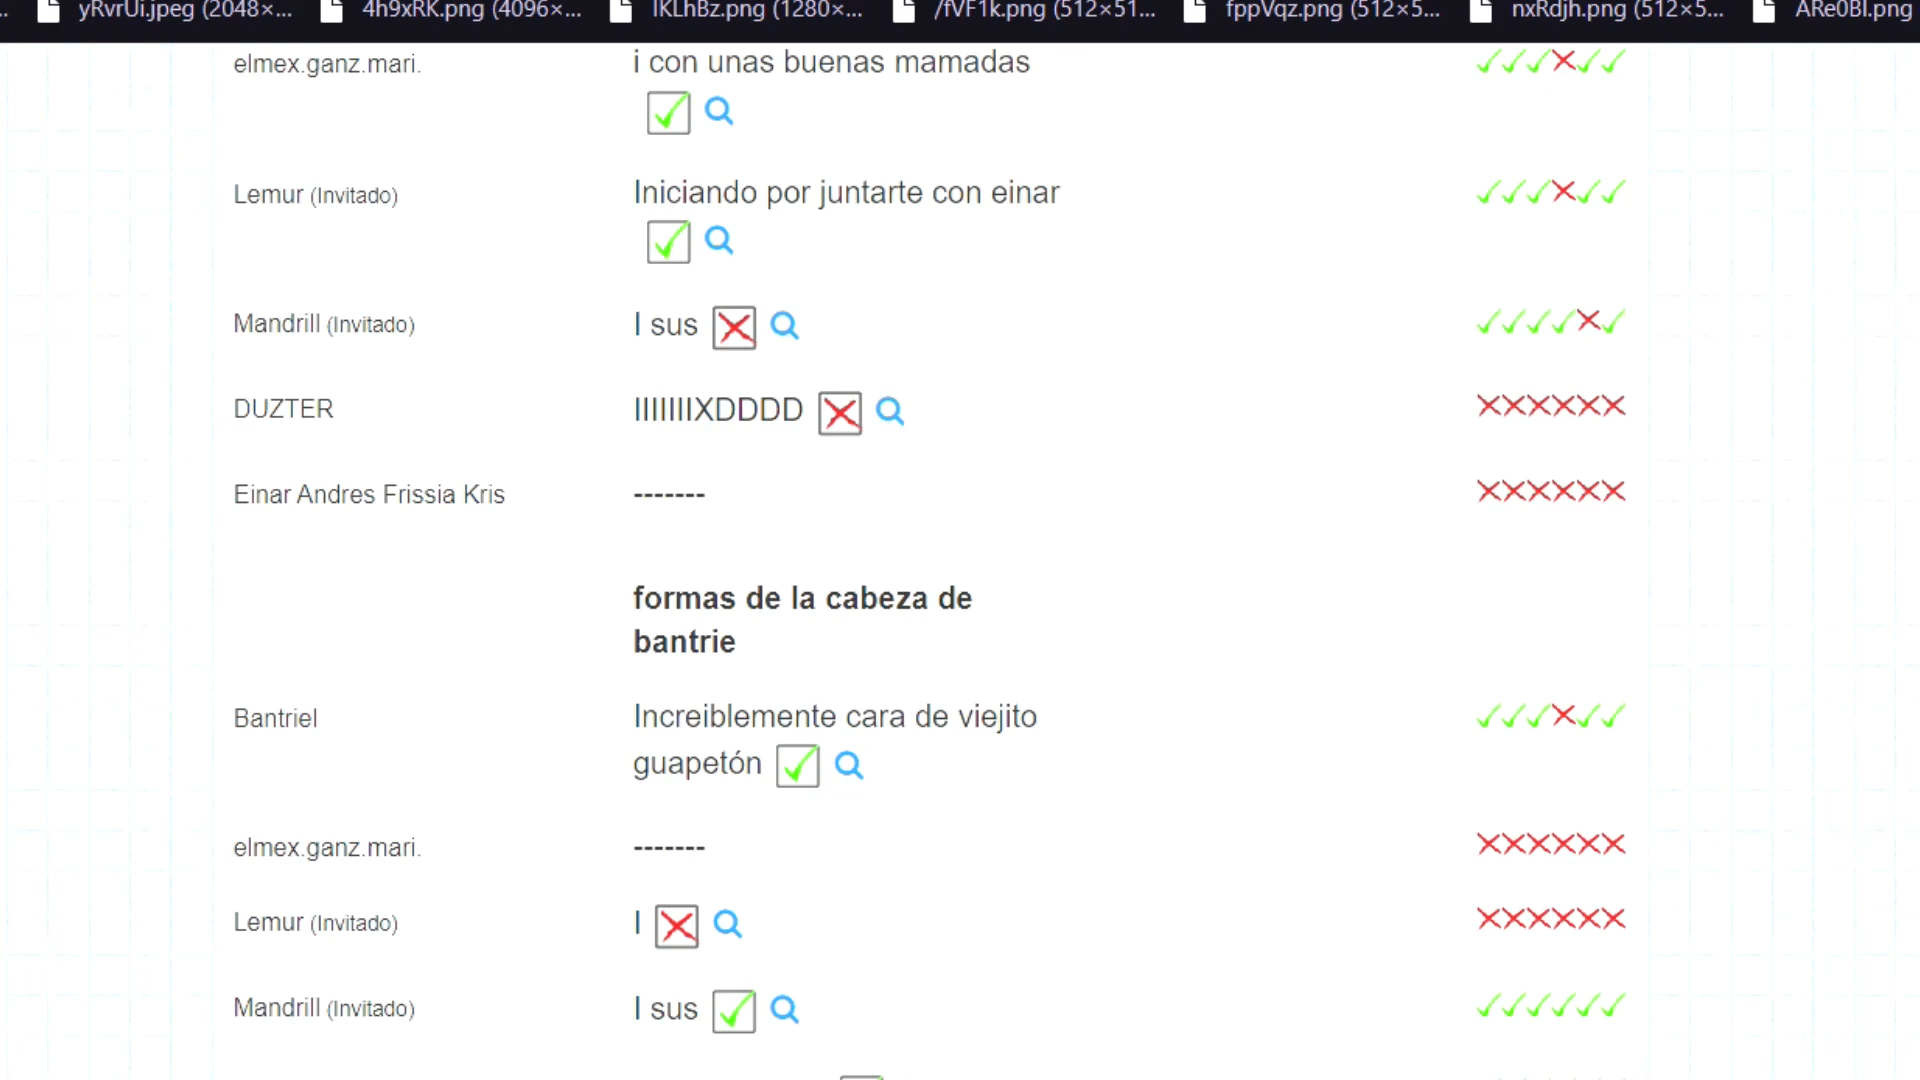 yRvrUi.jpeg (2048×... 4h9xRK.png (4096×... lKLhBz.png (1280×... /fVF1k.png (512×51... fppVqz.png (512×5... nxRdjh.png (512×5... ARe0Bl.png
elmex.ganz.mari. i con unas buenas mamadas
Lemur (Invitado) Iniciando por juntarte con einar
Mandrill (Invitado) I sus
DUZTER IIIIIIIXDDDD
Einar Andres Frissia Kris -------
formas de la cabeza de
bantrie
Bantriel Increiblemente cara de viejito
guapetón
elmex.ganz.mari. -------
Lemur (Invitado) I
Mandrill (Invitado) I sus